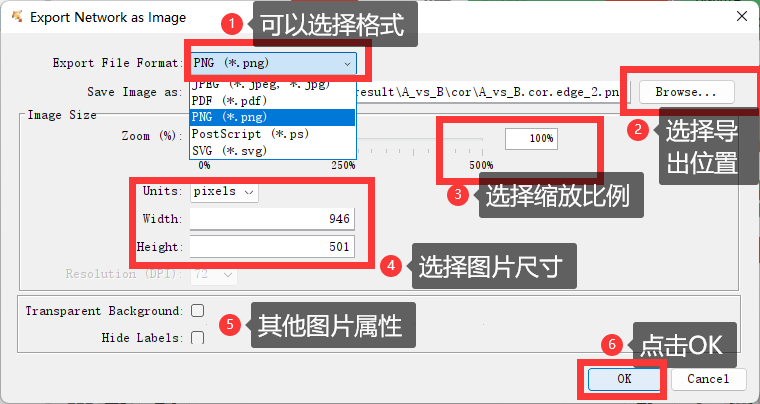 Export Network as Image
1 可以选择格式
Export File Format: PNG (*.png)
JPEG (*.jpeg, *.jpg)
PDF (*.pdf)
PNG (*.png)
PostScript (*.ps)
SVG (*.svg)
Save Image as: result\A_vs_B\cor\A_vs_B.cor.edge_2.pn Browse...
2 选择导
出位置
Image Size
Zoom (%): 100%
0% 250% 500%
3 选择缩放比例
Units: pixels
Width: 946
Height: 501
4 选择图片尺寸
Resolution (DPI): 72
Transparent Background:
5 其他图片属性
Hide Labels:
6 点击OK
OK Cancel